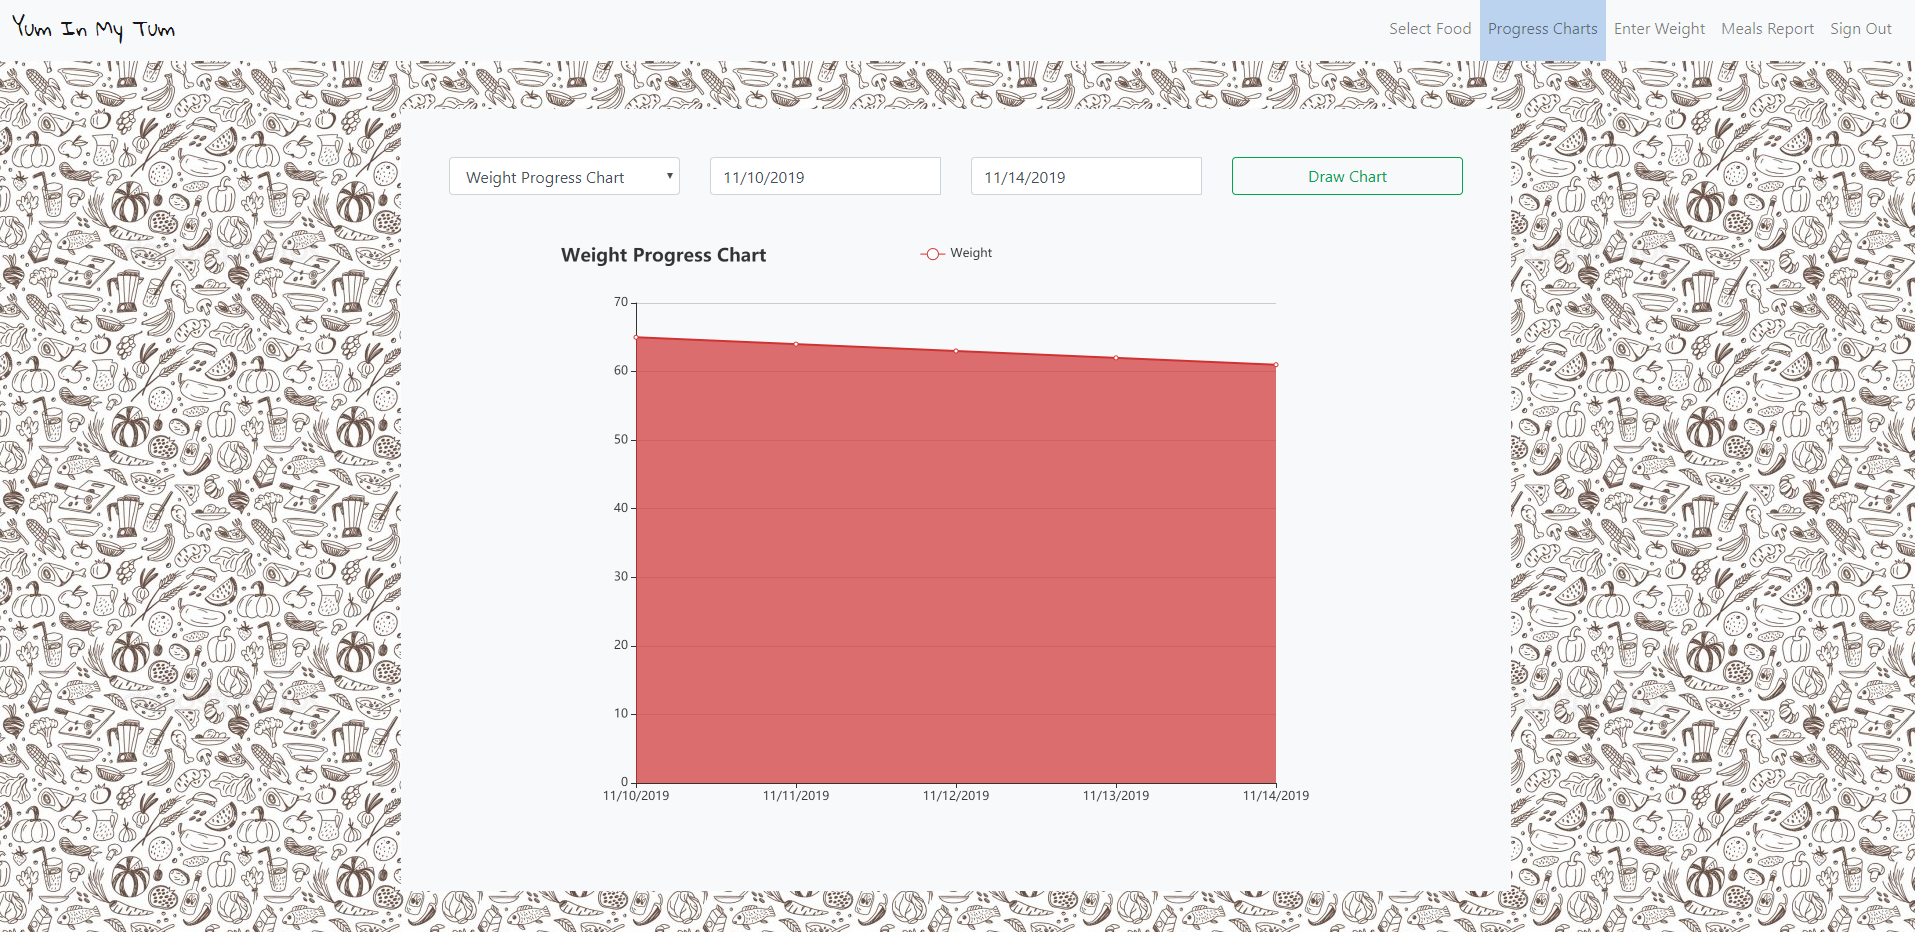 Yum In My Tum
Select Food Progress Charts Enter Weight Meals Report Sign Out
Weight Progress Chart 11/10/2019 11/14/2019 Draw Chart
Weight Progress Chart Weight
70
60
50
40
30
20
10
0
11/10/2019 11/11/2019 11/12/2019 11/13/2019 11/14/2019